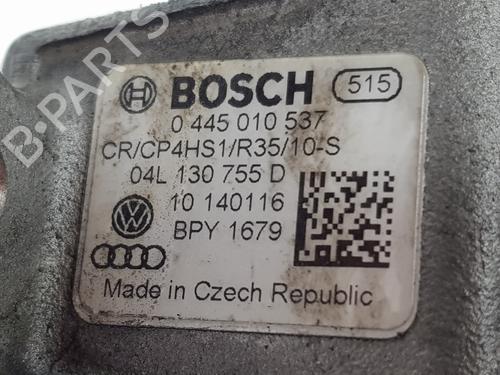 BOSCH 515
0 445 010 537
CR/CP4HS1/R35/10-S
04L 130 755 D
10 140116
BPY 1679
Made in Czech Republic
B-PARTS